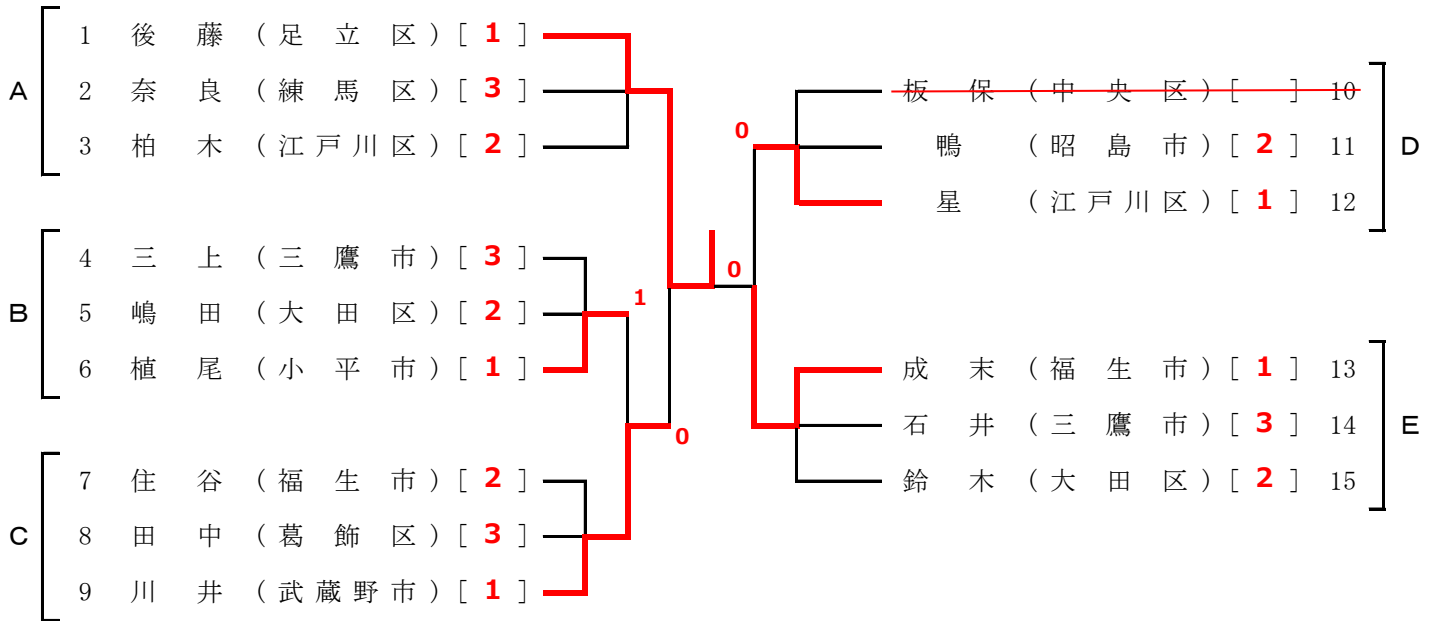 A
1 後藤 (足立区) [ 1 ]
2 奈良 (練馬区) [ 3 ]
3 柏木 (江戸川区) [ 2 ]
B
4 三上 (三鷹市) [ 3 ]
5 嶋田 (大田区) [ 2 ]
6 植尾 (小平市) [ 1 ]
C
7 住谷 (福生市) [ 2 ]
8 田中 (葛飾区) [ 3 ]
9 川井 (武蔵野市) [ 1 ]
1
0
0
0
板保 (中央区) [ ] 10
鴨 (昭島市) [ 2 ] 11
星 (江戸川区) [ 1 ] 12
D
成末 (福生市) [ 1 ] 13
石井 (三鷹市) [ 3 ] 14
鈴木 (大田区) [ 2 ] 15
E